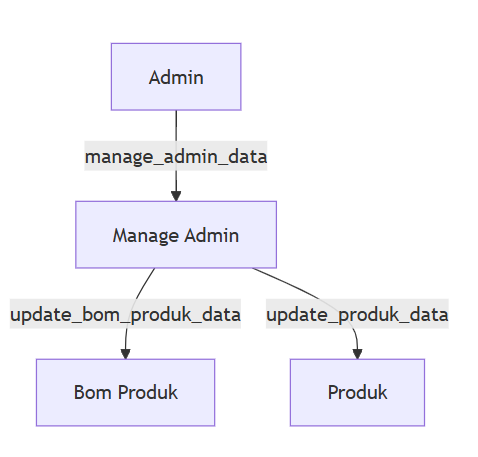 Admin
manage_admin_data
Manage Admin
update_bom_produk_data
update_produk_data
Bom Produk
Produk